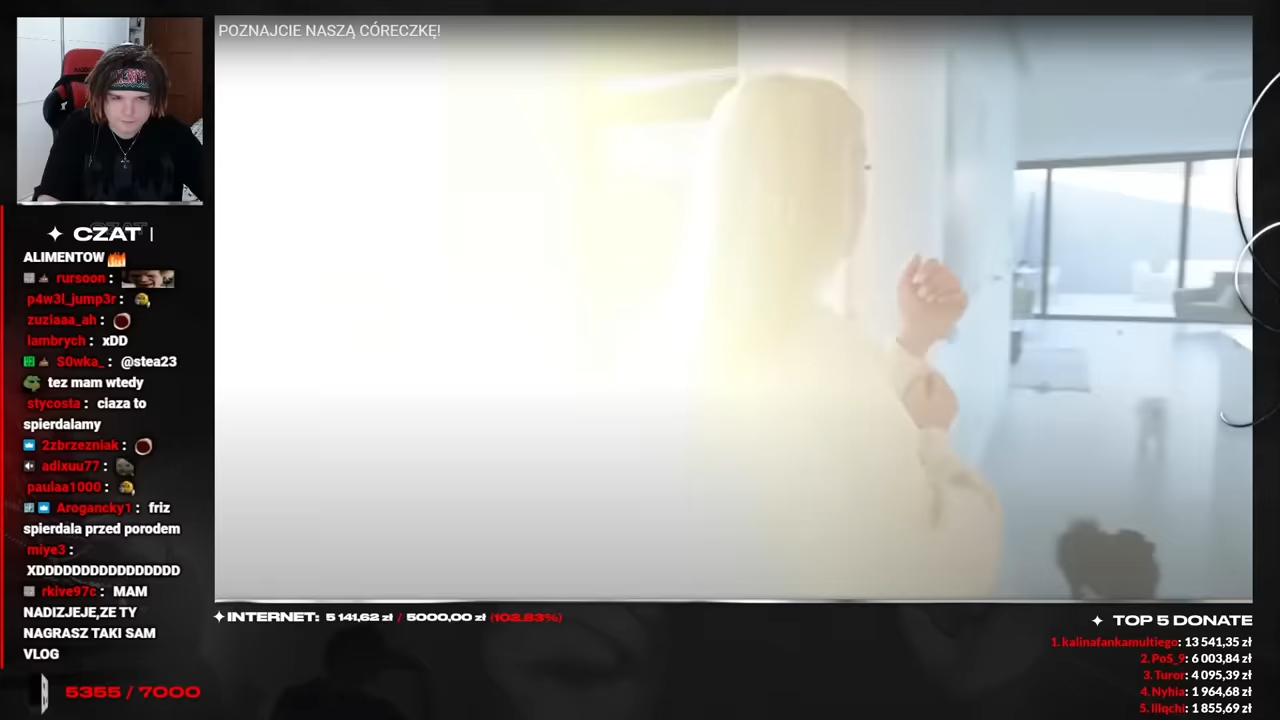 POZNAJCIE NASZĄ CÓRECZKĘ!
CZAT
ALIMENTOW
rursoon :
p4w3l_jump3r :
zuziaaa_ah :
lambrych : xDD
S0wka_ : @stea23
tez mam wtedy
stycosta : ciaza to
spierdalamy
2zbrzezniak :
adixuu77 :
paulaa1000 :
Arogancky1 : friz
spierdala przed porodem
miye3 :
XDDDDDDDDDDDDDDDD
rkive97c : MAM
NADZIJEJE,ZE TY
NAGRASZ TAKI SAM
VLOG
5355 / 7000
INTERNET: 5 141,62 zł / 5000,00 zł (102.83%)
TOP 5 DONATE
1. kalinafankamultiego: 13 541,35 zł
2. PoS_9: 6 003,84 zł
3. Turor: 4 095,39 zł
4. Nyhia: 1 964,68 zł
5. lilqchi: 1 855,69 zł